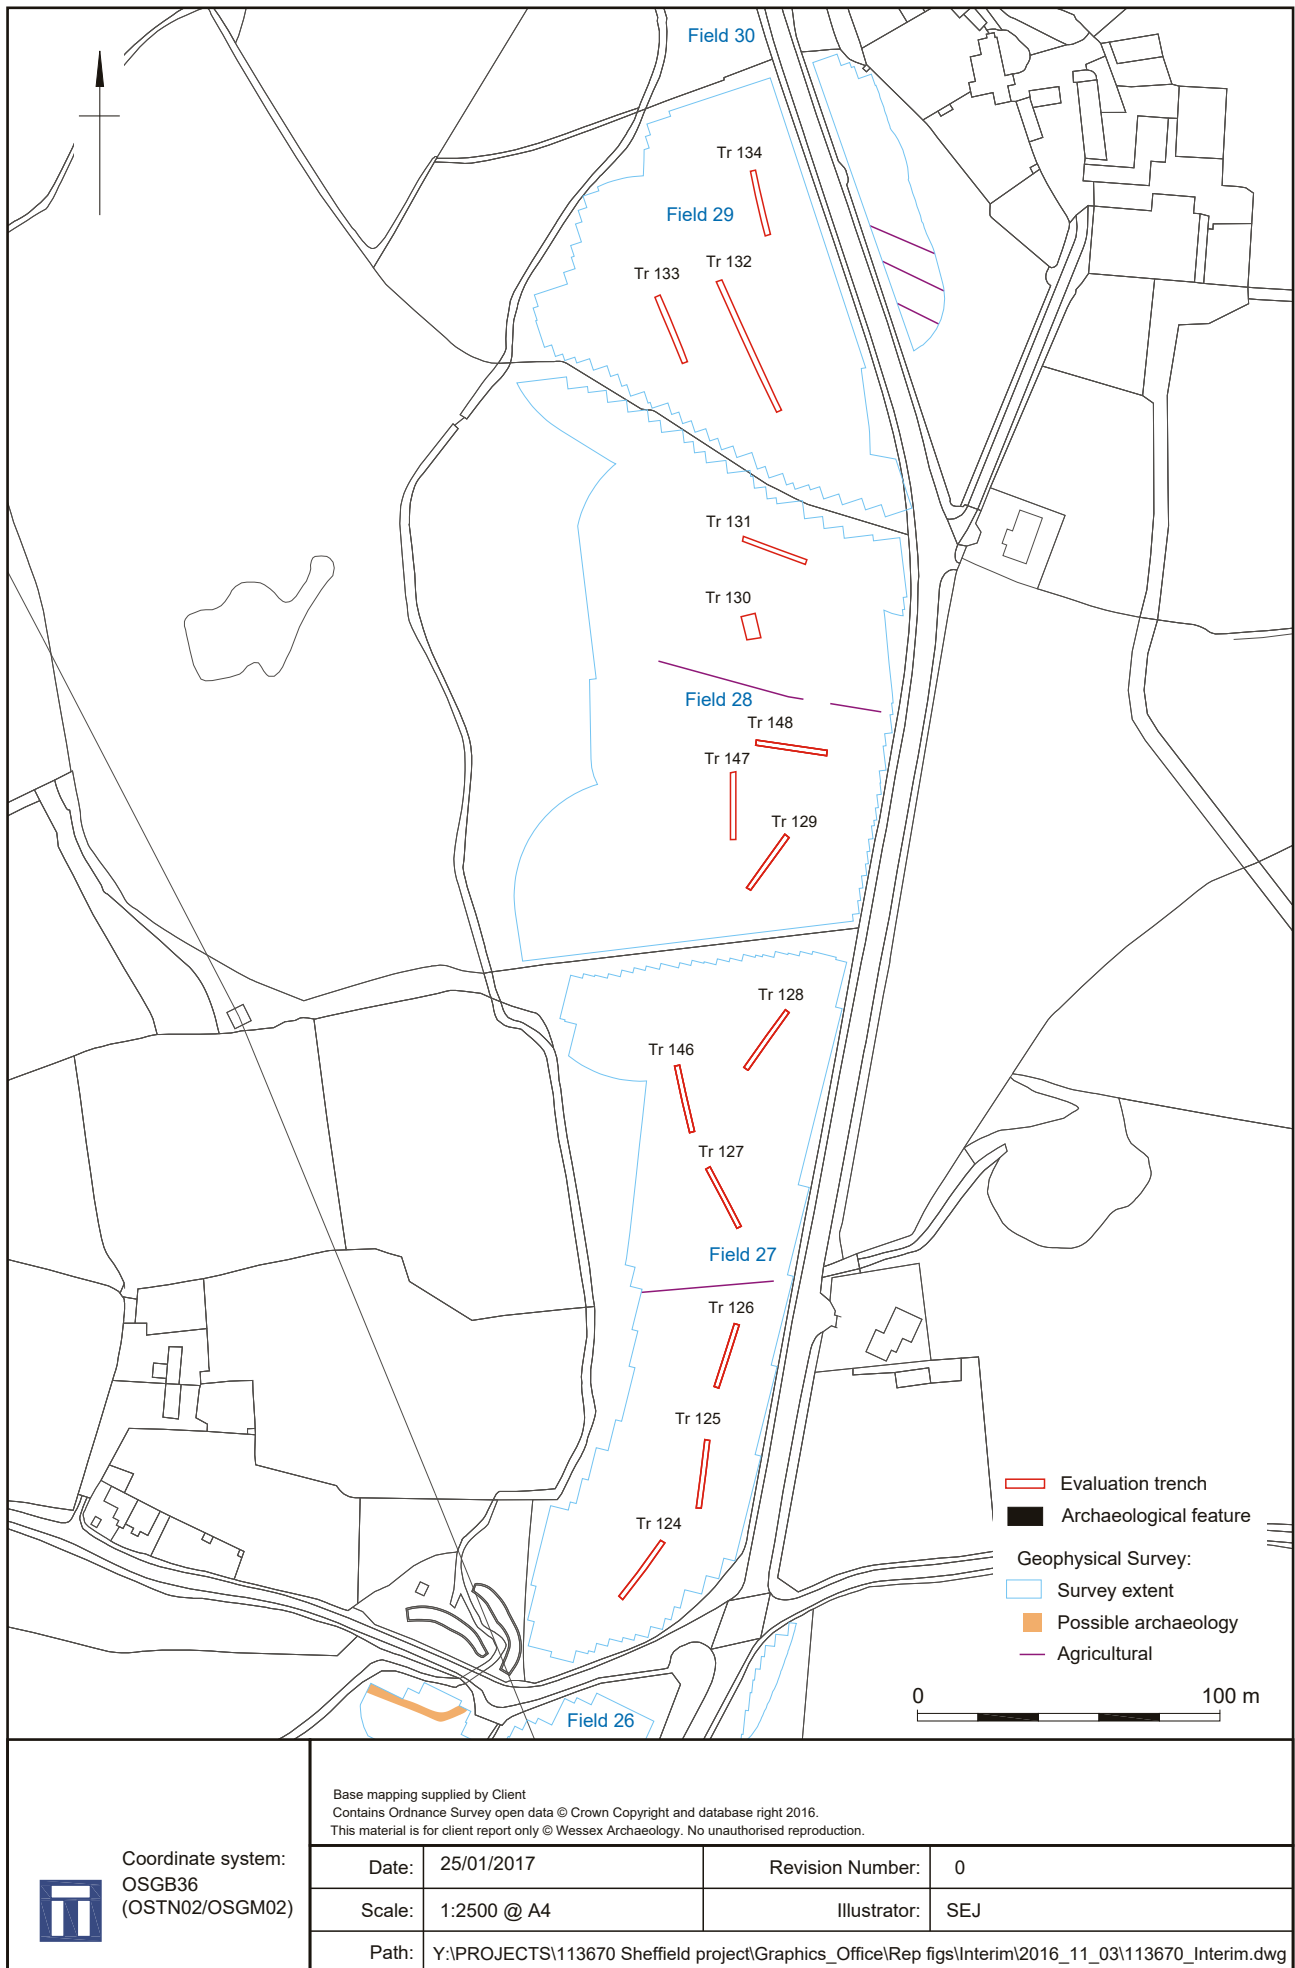 Field 30
Tr 134
Field 29
Tr 132
Tr 133
Tr 131
Tr 130
Field 28
Tr 148
Tr 147
Tr 129
Tr 128
Tr 146
Tr 127
Field 27
Tr 126
Tr 125
Tr 124
Field 26
Evaluation trench
Archaeological feature
Geophysical Survey:
Survey extent
Possible archaeology
Agricultural
0 100 m
Base mapping supplied by Client
Contains Ordnance Survey open data © Crown Copyright and database right 2016.
This material is for client report only © Wessex Archaeology. No unauthorised reproduction.
Coordinate system:
OSGB36
(OSTN02/OSGM02)
Date: 25/01/2017 Revision Number: 0
Scale: 1:2500 @ A4 Illustrator: SEJ
Path: Y:\PROJECTS\113670 Sheffield project\Graphics_Office\Rep figs\Interim\2016_11_03\113670_Interim.dwg